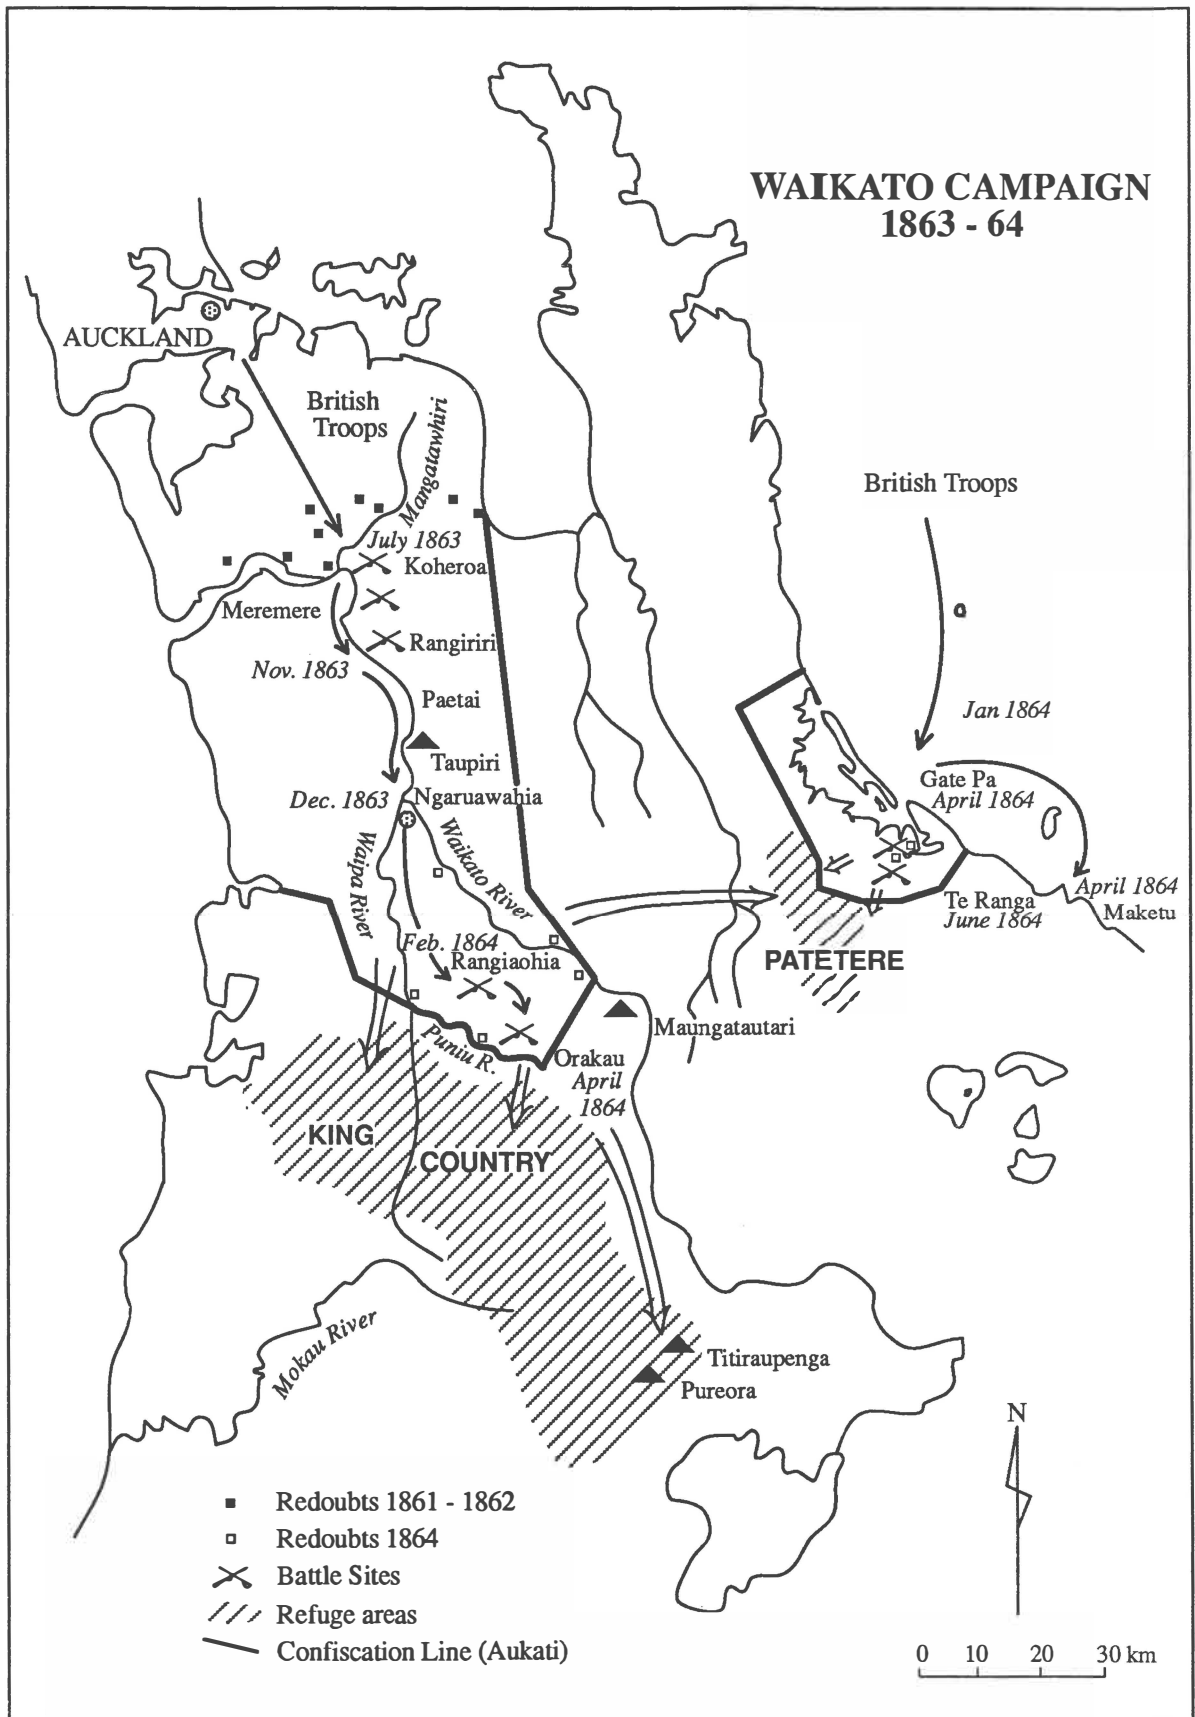 WAIKATO CAMPAIGN
1863 - 64
AUCKLAND
British
Troops
Mangatawhiri
British Troops
July 1863
Koheroa
Meremere
Rangiriri
Nov. 1863
Paetai
Jan 1864
Taupiri
Gate Pa
April 1864
Dec. 1863
Ngaruawahia
Waipa River
Waikato River
April 1864
Maketu
Te Ranga
June 1864
Feb. 1864
Rangiaohia
PATETERE
Maungatautari
Puniu R.
Orakau
April
1864
KING
COUNTRY
Mokau River
Titiraupenga
Pureora
N
Redoubts 1861 - 1862
Redoubts 1864
Battle Sites
Refuge areas
Confiscation Line (Aukati)
0 10 20 30 km